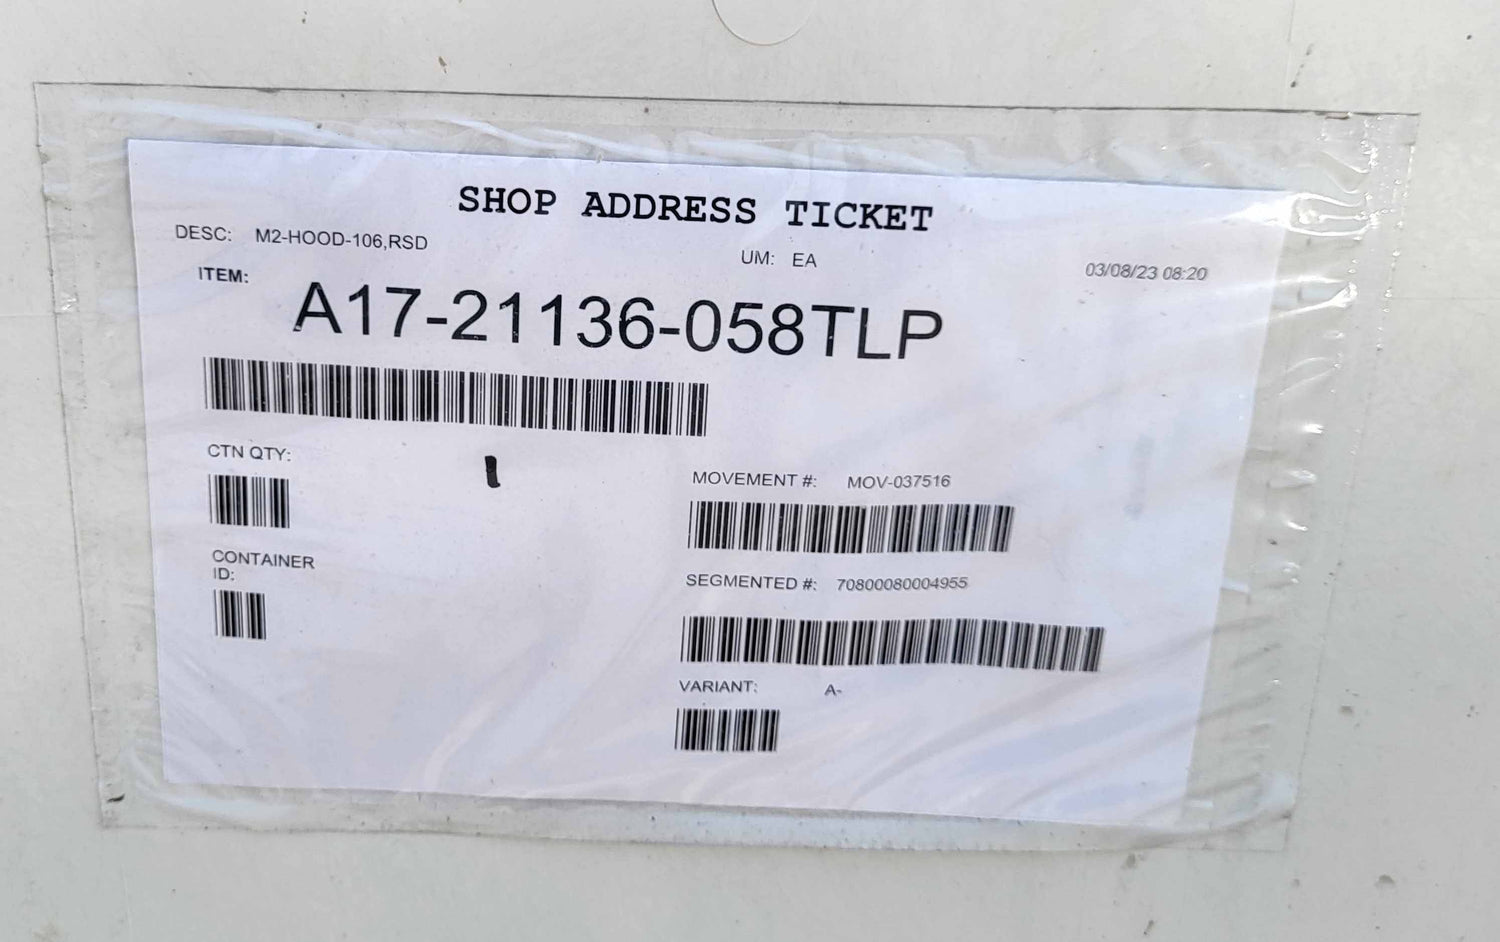 SHOP ADDRESS TICKET
DESC: M2-HOOD-106,RSD
UM: EA
03/08/23 08:20
ITEM: A17-21136-058TLP
CTN QTY: 1
MOVEMENT #: MOV-037516
CONTAINER
ID:
SEGMENTED #: 70800080004955
VARIANT: A-